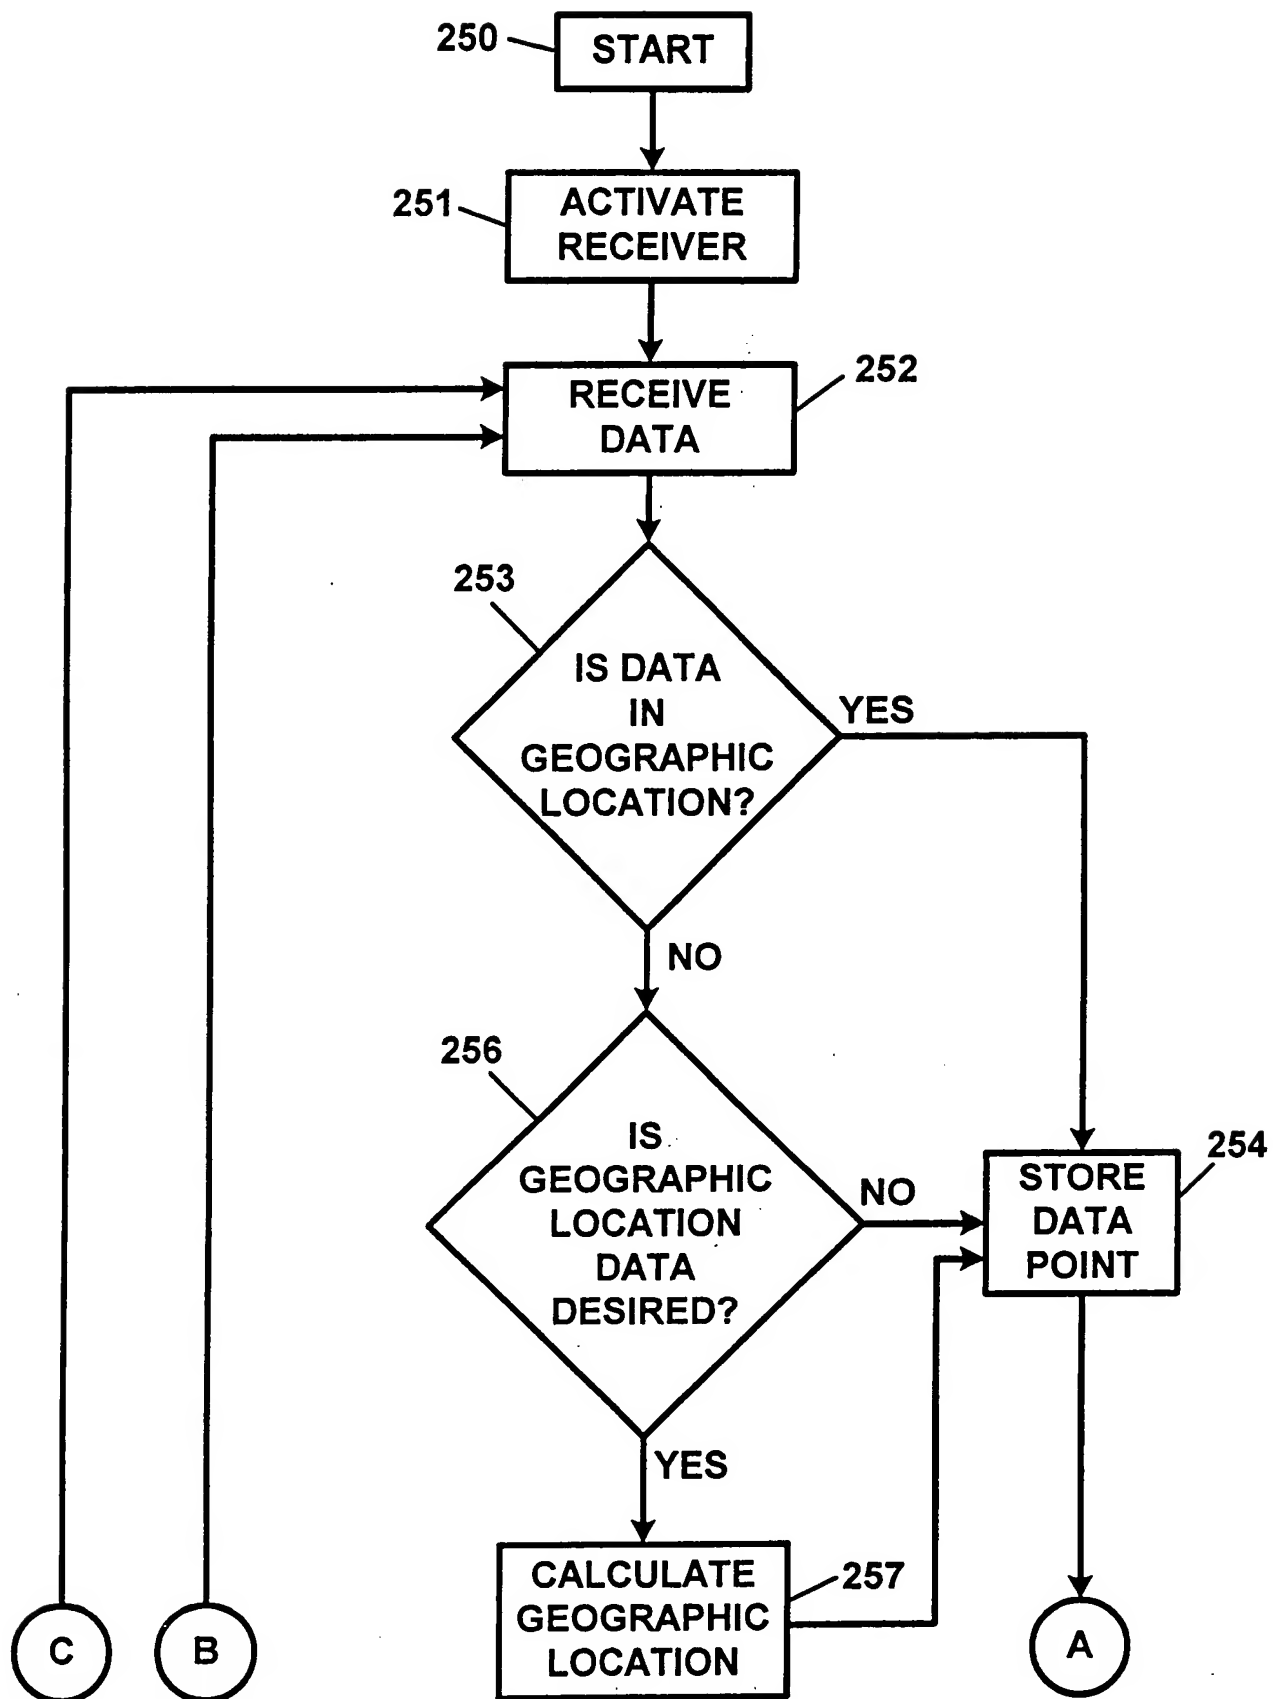 250
START
251
ACTIVATE
RECEIVER
252
RECEIVE
DATA
253
IS DATA
IN
GEOGRAPHIC
LOCATION?
YES
NO
256
IS
GEOGRAPHIC
LOCATION
DATA
DESIRED?
NO
254
STORE
DATA
POINT
YES
257
CALCULATE
GEOGRAPHIC
LOCATION
C
B
A